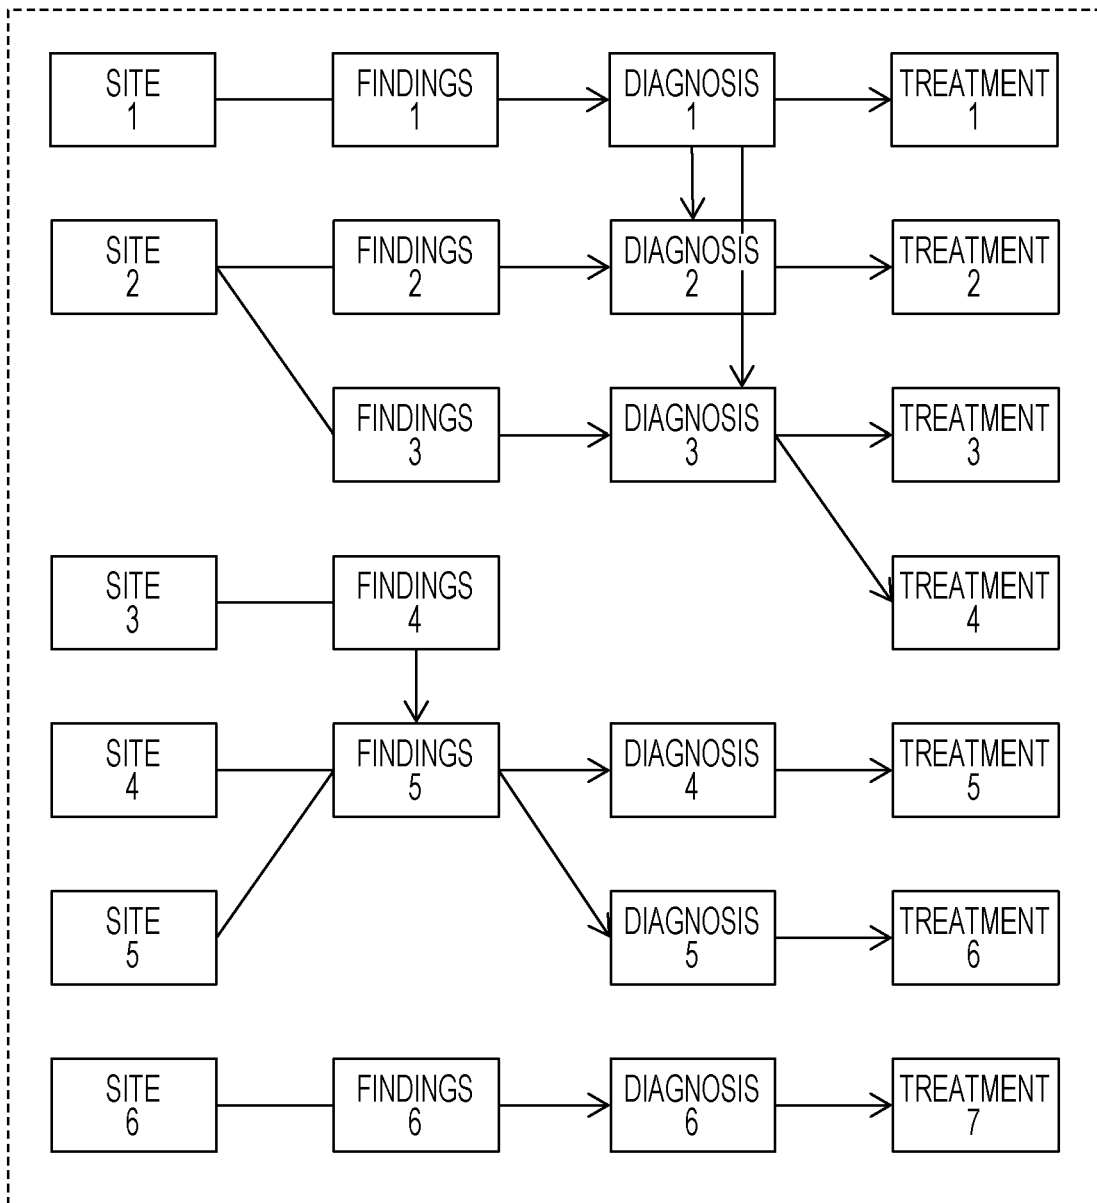 SITE
1
FINDINGS
1
DIAGNOSIS
1
TREATMENT
1
SITE
2
FINDINGS
2
DIAGNOSIS
2
TREATMENT
2
FINDINGS
3
DIAGNOSIS
3
TREATMENT
3
SITE
3
FINDINGS
4
TREATMENT
4
SITE
4
FINDINGS
5
DIAGNOSIS
4
TREATMENT
5
SITE
5
DIAGNOSIS
5
TREATMENT
6
SITE
6
FINDINGS
6
DIAGNOSIS
6
TREATMENT
7